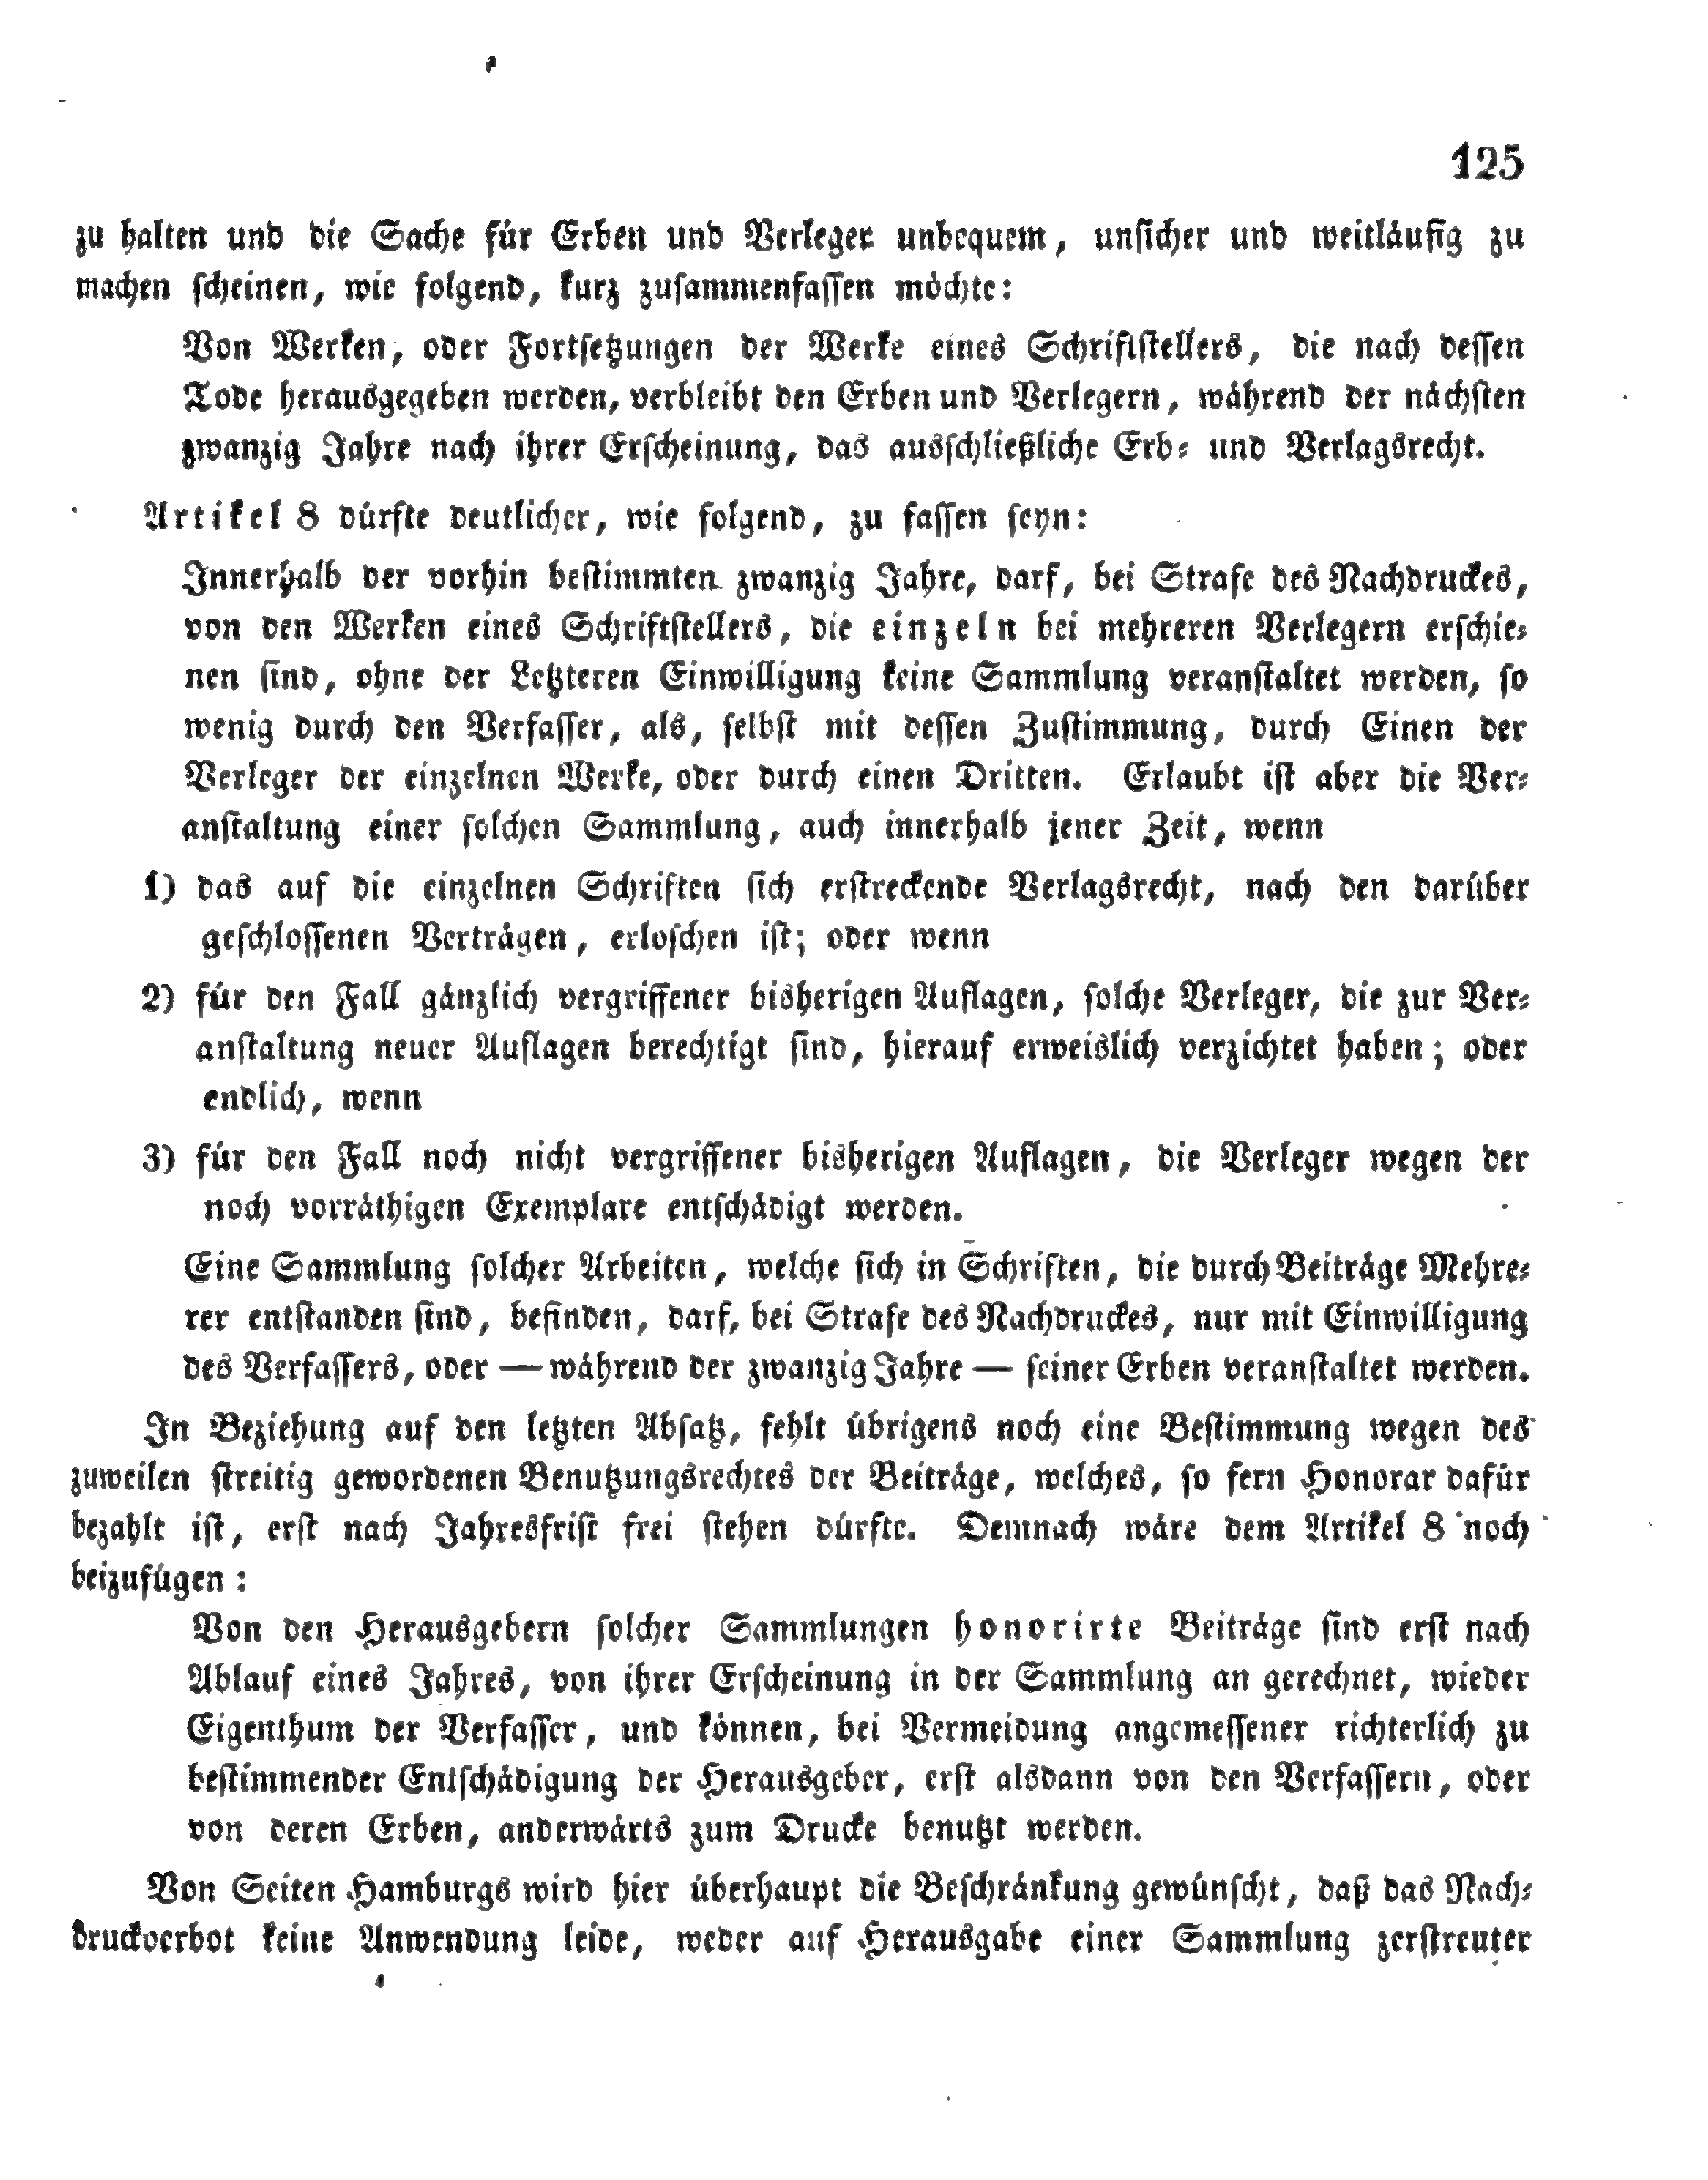 125
zu halten und die Sache für Erben und Verleger unbequem, unsicher und weitläufig zu
machen scheinen, wie folgend, kurz zusammenfassen möchte:
Von Werken, oder Fortsetzungen der Werke eines Schriftstellers, die nach dessen
Tode herausgegeben werden, verbleibt den Erben und Verlegern, während der nächsten
zwanzig Jahre nach ihrer Erscheinung, das ausschließliche Erb- und Verlagsrecht.
Artikel 8 dürfte deutlicher, wie folgend, zu fassen seyn:
Innerhalb der vorhin bestimmten zwanzig Jahre, darf, bei Strafe des Nachdruckes,
von den Werken eines Schriftstellers, die einzeln bei mehreren Verlegern erschie-
nen sind, ohne der Letzteren Einwilligung keine Sammlung veranstaltet werden, so
wenig durch den Verfasser, als, selbst mit dessen Zustimmung, durch Einen der
Verleger der einzelnen Werke, oder durch einen Dritten. Erlaubt ist aber die Ver-
anstaltung einer solchen Sammlung, auch innerhalb jener Zeit, wenn
1) das auf die einzelnen Schriften sich erstreckende Verlagsrecht, nach den darüber
geschlossenen Verträgen, erloschen ist; oder wenn
2) für den Fall gänzlich vergriffener bisherigen Auflagen, solche Verleger, die zur Ver-
anstaltung neuer Auflagen berechtigt sind, hierauf erweislich verzichtet haben; oder
endlich, wenn
3) für den Fall noch nicht vergriffener bisherigen Auflagen, die Verleger wegen der
noch vorräthigen Exemplare entschädigt werden.
Eine Sammlung solcher Arbeiten, welche sich in Schriften, die durch Beiträge Mehre-
rer entstanden sind, befinden, darf, bei Strafe des Nachdruckes, nur mit Einwilligung
des Verfassers, oder — während der zwanzig Jahre — seiner Erben veranstaltet werden.
In Beziehung auf den letzten Absatz, fehlt übrigens noch eine Bestimmung wegen des
zuweilen streitig gewordenen Benutzungsrechtes der Beiträge, welches, so fern Honorar dafür
bezahlt ist, erst nach Jahresfrist frei stehen dürfte. Demnach wäre dem Artikel 8 noch
beizufügen:
Von den Herausgebern solcher Sammlungen honorirte Beiträge sind erst nach
Ablauf eines Jahres, von ihrer Erscheinung in der Sammlung an gerechnet, wieder
Eigenthum der Verfasser, und können, bei Vermeidung angemessener richterlich zu
bestimmender Entschädigung der Herausgeber, erst alsdann von den Verfassern, oder
von deren Erben, anderwärts zum Drucke benutzt werden.
Von Seiten Hamburgs wird hier überhaupt die Beschränkung gewünscht, daß das Nach-
druckverbot keine Anwendung leide, weder auf Herausgabe einer Sammlung zerstreuter